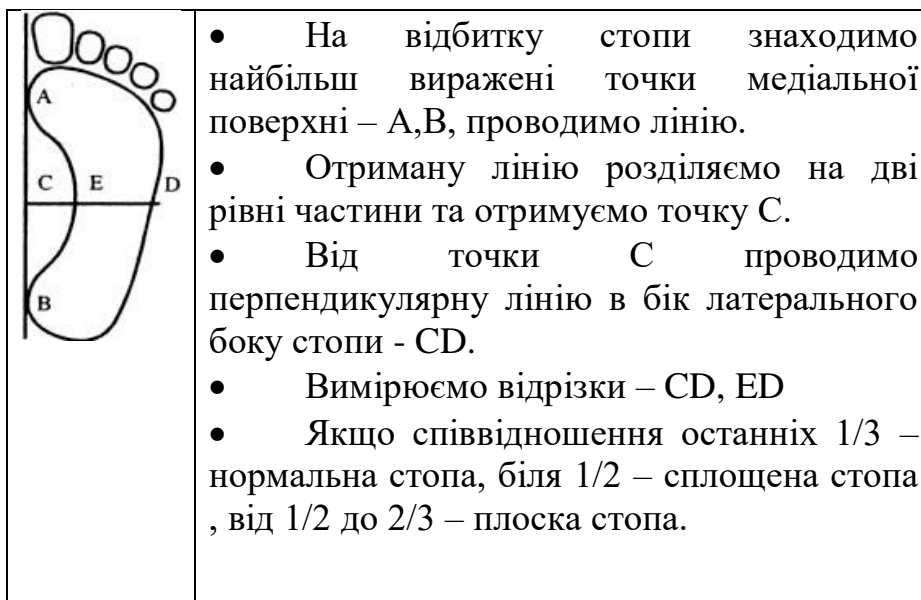 A
C
E
D
B
• На відбитку стопи знаходимо
найбільш виражені точки медіальної
поверхні – А,В, проводимо лінію.
• Отриману лінію розділяємо на дві
рівні частини та отримуємо точку С.
• Від точки С проводимо
перпендикулярну лінію в бік латерального
боку стопи - CD.
• Вимірюємо відрізки – CD, ED
• Якщо співвідношення останніх 1/3 –
нормальна стопа, біля 1/2 – сплощена стопа
, від 1/2 до 2/3 – плоска стопа.